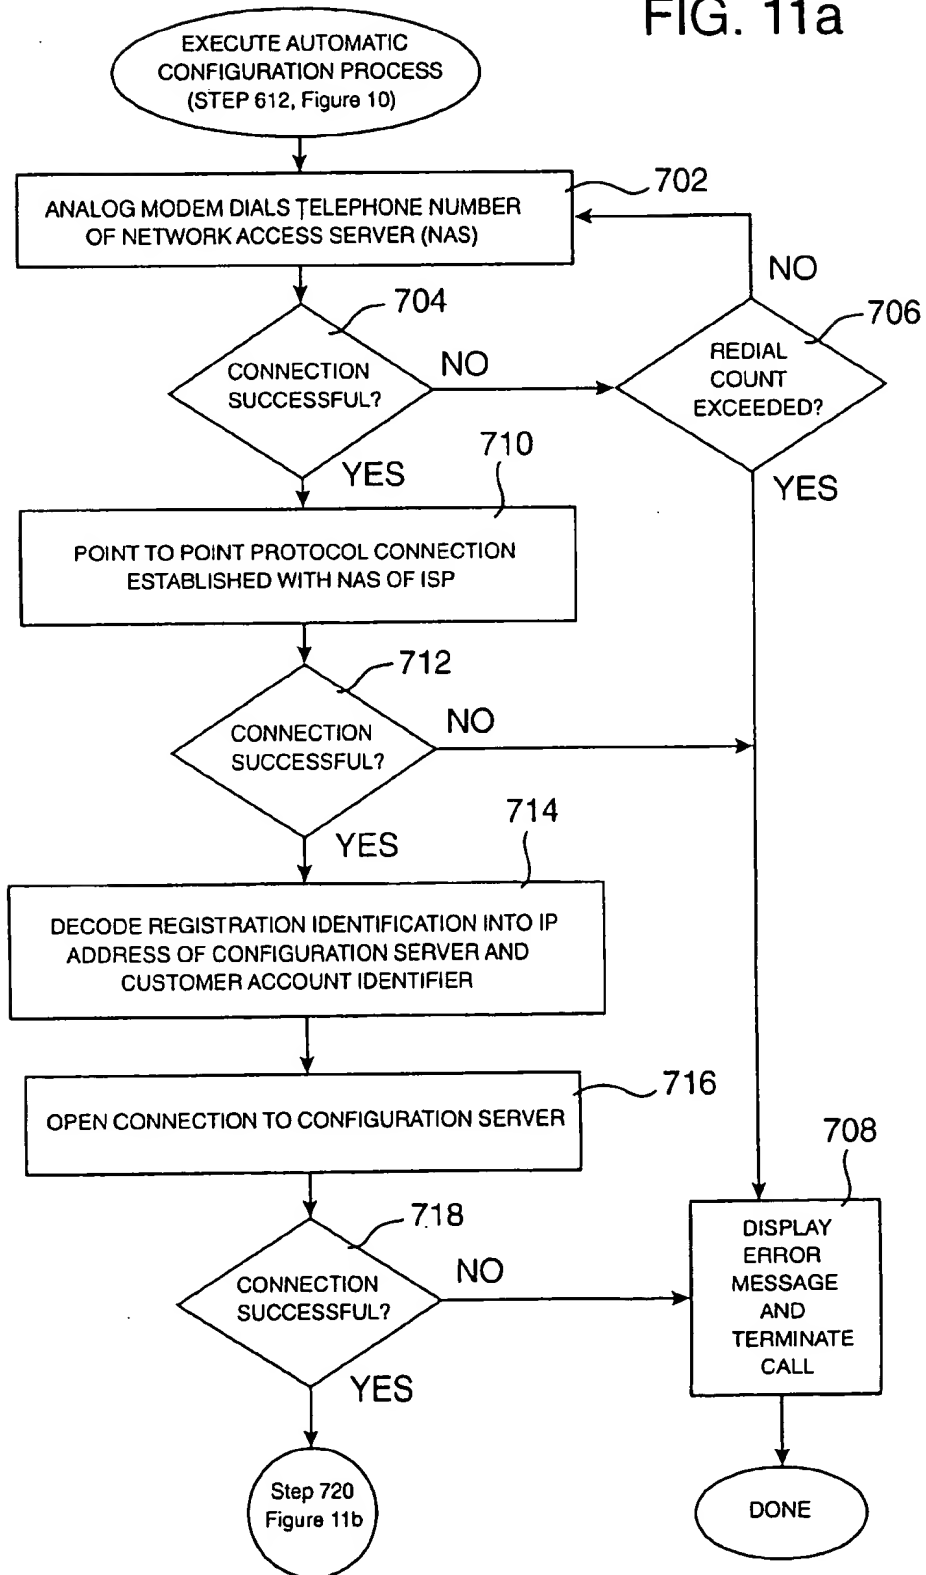 FIG. 11a
EXECUTE AUTOMATIC
CONFIGURATION PROCESS
(STEP 612, Figure 10)
702
ANALOG MODEM DIALS TELEPHONE NUMBER
OF NETWORK ACCESS SERVER (NAS)
NO
704
706
CONNECTION
SUCCESSFUL?
NO
REDIAL
COUNT
EXCEEDED?
710
YES
YES
POINT TO POINT PROTOCOL CONNECTION
ESTABLISHED WITH NAS OF ISP
712
CONNECTION
SUCCESSFUL?
NO
714
YES
DECODE REGISTRATION IDENTIFICATION INTO IP
ADDRESS OF CONFIGURATION SERVER AND
CUSTOMER ACCOUNT IDENTIFIER
716
OPEN CONNECTION TO CONFIGURATION SERVER
708
718
CONNECTION
SUCCESSFUL?
NO
DISPLAY
ERROR
MESSAGE
AND
TERMINATE
CALL
YES
Step 720
Figure 11b
DONE